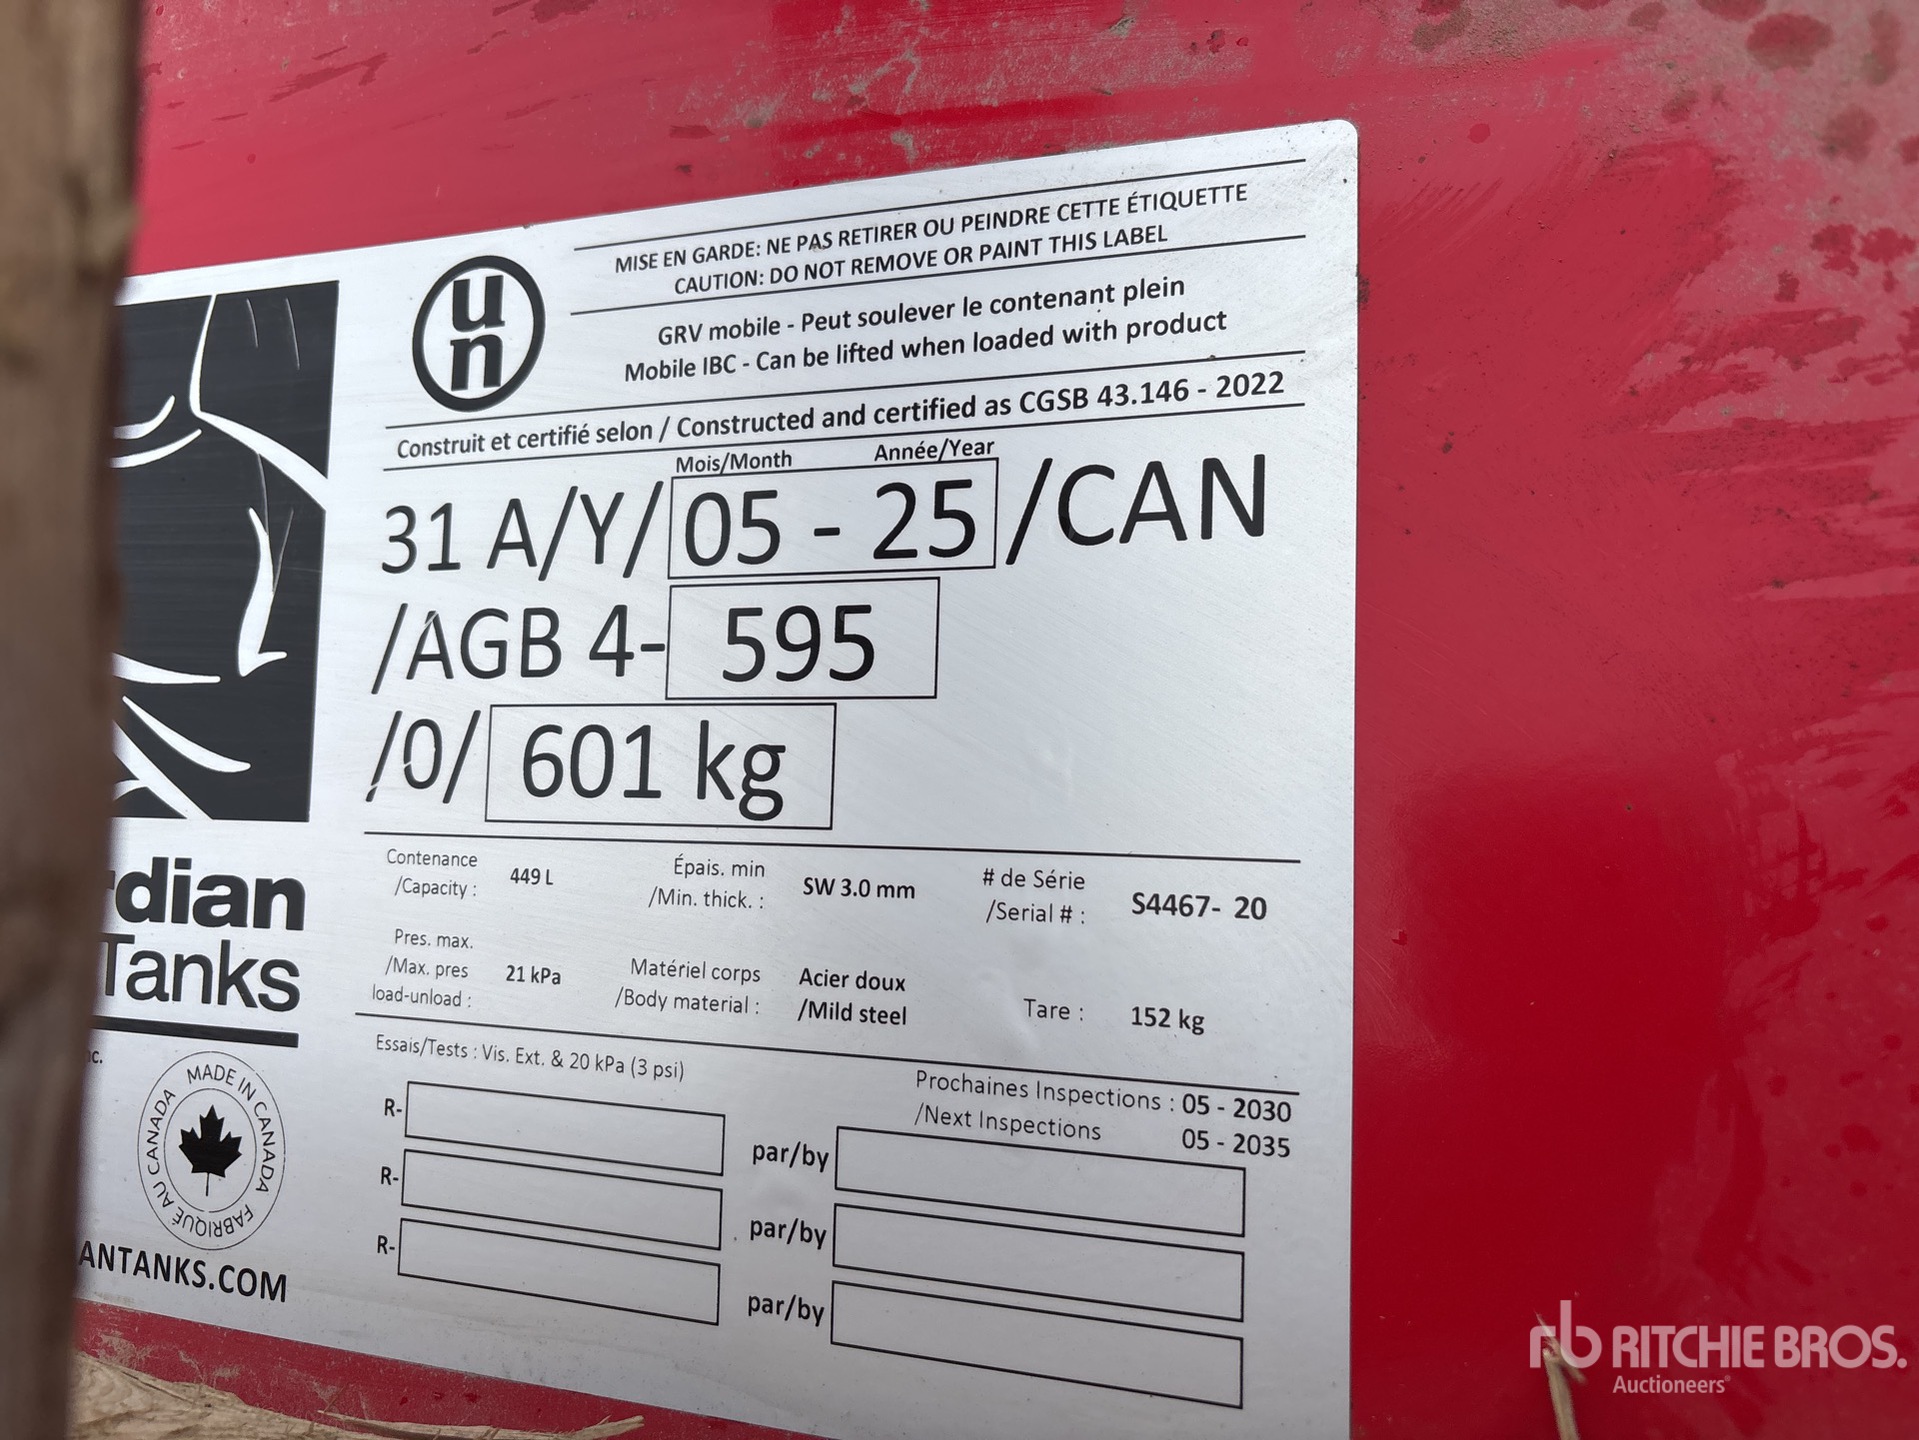 un
MISE EN GARDE: NE PAS RETIRER OU PEINDRE CETTE ÉTIQUETTE
CAUTION: DO NOT REMOVE OR PAINT THIS LABEL
GRV mobile - Peut soulever le contenant plein
Mobile IBC - Can be lifted when loaded with product
Construit et certifié selon / Constructed and certified as CGSB 43.146 - 2022
Mois/Month Année/Year
31 A/Y/ 05 - 25 /CAN
/AGB 4- 595
/0/ 601 kg
Contenance
/Capacity : 449 L
Épais. min
/Min. thick. : SW 3.0 mm
# de Série
/Serial # : S4467- 20
Pres. max.
/Max. pres
load-unload : 21 kPa
Matériel corps
/Body material :
Acier doux
/Mild steel
Tare : 152 kg
Essais/Tests : Vis. Ext. & 20 kPa (3 psi)
Prochaines Inspections : 05 - 2030
/Next Inspections 05 - 2035
R- par/by
R- par/by
R- par/by
dian
Tanks
MADE IN CANADA
FABRIQUÉ AU CANADA
ANTANKS.COM
rb RITCHIE BROS.
Auctioneers